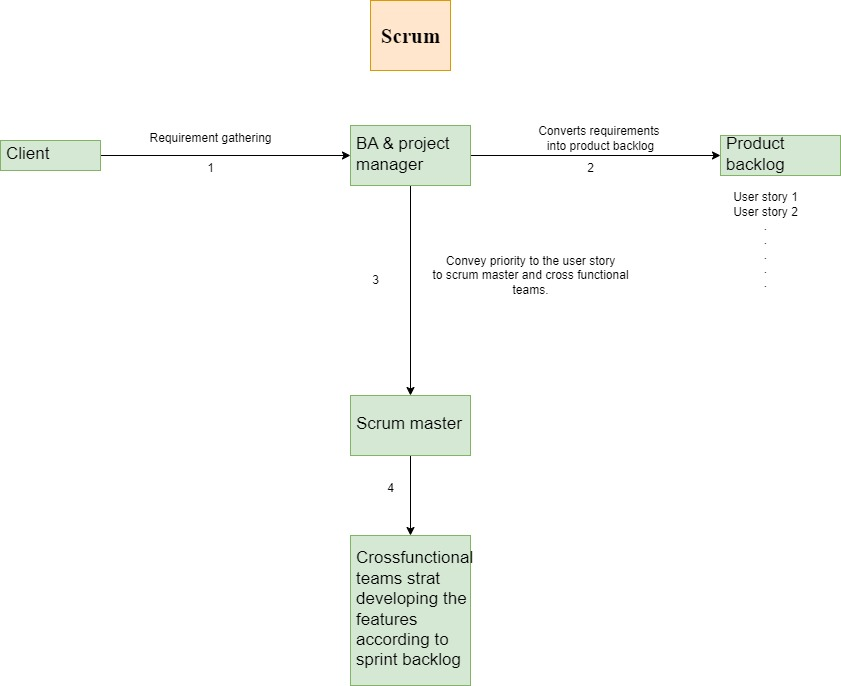 Scrum
Client
Requirement gathering
1
BA & project
manager
Converts requirements
into product backlog
2
Product
backlog
User story 1
User story 2
.
.
.
.
.
3
Convey priority to the user story
to scrum master and cross functional
teams.
Scrum master
4
Crossfunctional
teams strat
developing the
features
according to
sprint backlog